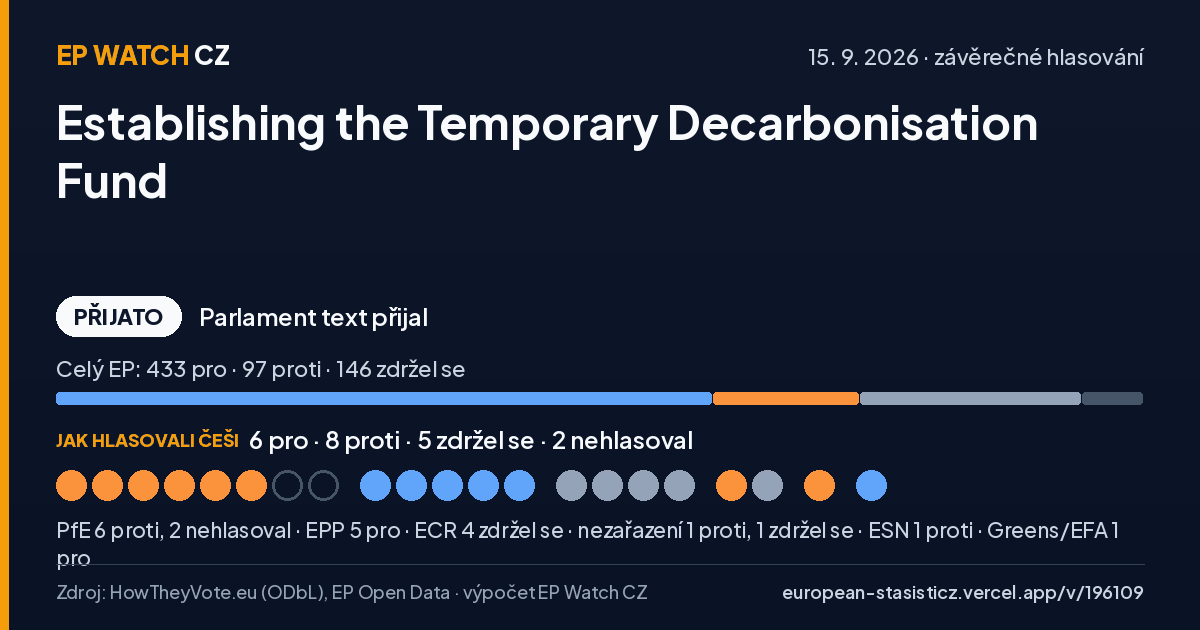 EP WATCH CZ
15. 9. 2026 · závěrečné hlasování
Establishing the Temporary Decarbonisation
Fund
PŘIJATO Parlament text přijal
Celý EP: 433 pro · 97 proti · 146 zdržel se
JAK HLASOVALI ČEŠI 6 pro · 8 proti · 5 zdržel se · 2 nehlasoval
PfE 6 proti, 2 nehlasoval · EPP 5 pro · ECR 4 zdržel se · nezařazení 1 proti, 1 zdržel se · ESN 1 proti · Greens/EFA 1
pro
Zdroj: HowTheyVote.eu (ODbL), EP Open Data · výpočet EP Watch CZ
european-stasisticz.vercel.app/v/196109